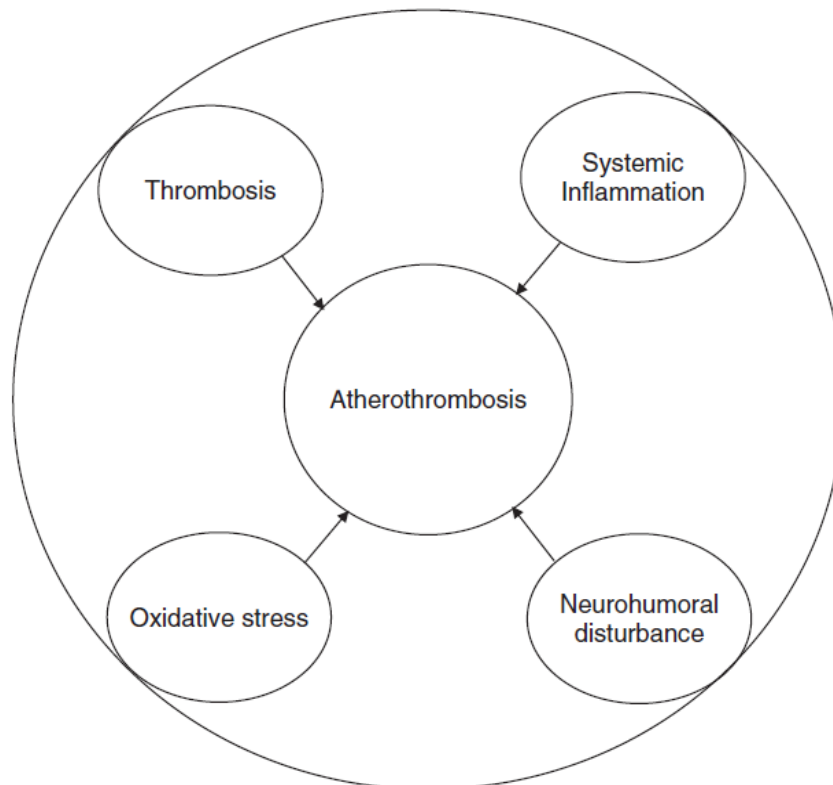 Thrombosis
Systemic
Inflammation
Atherothrombosis
Oxidative stress
Neurohumoral
disturbance